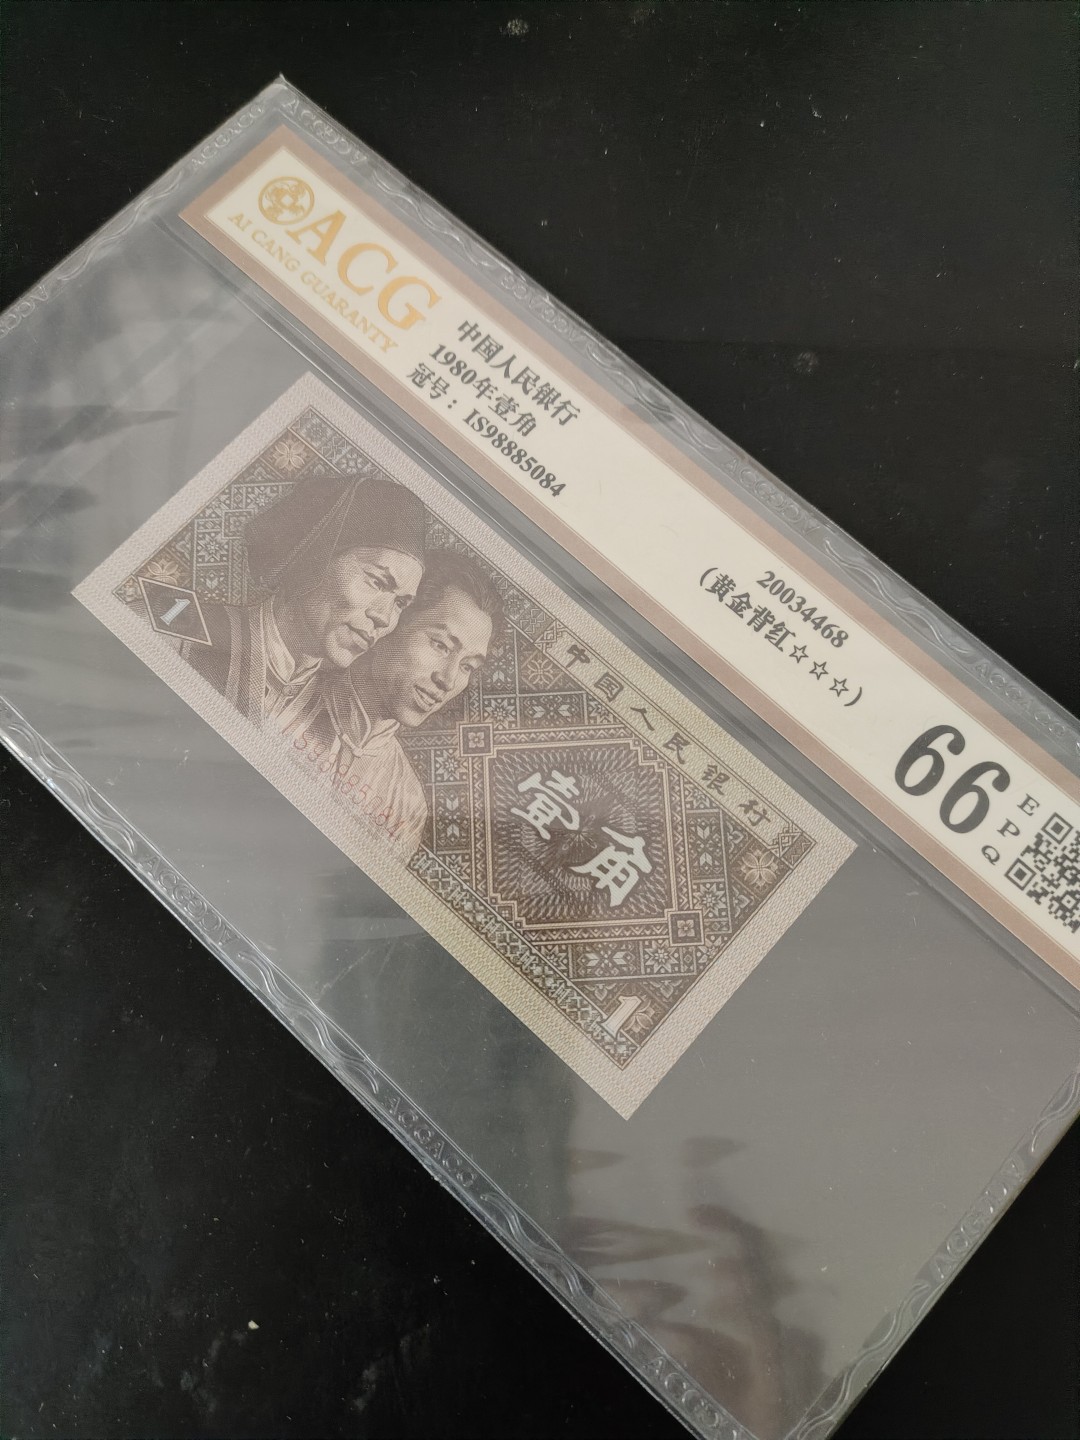 ACG
AI CANG GUARANTY
中国人民银行
1980年壹角
冠号：IS98885084
20034468
（黄金背红☆☆☆）
66
EPQ
中国人民银行
1
IS98885084
壹角
1